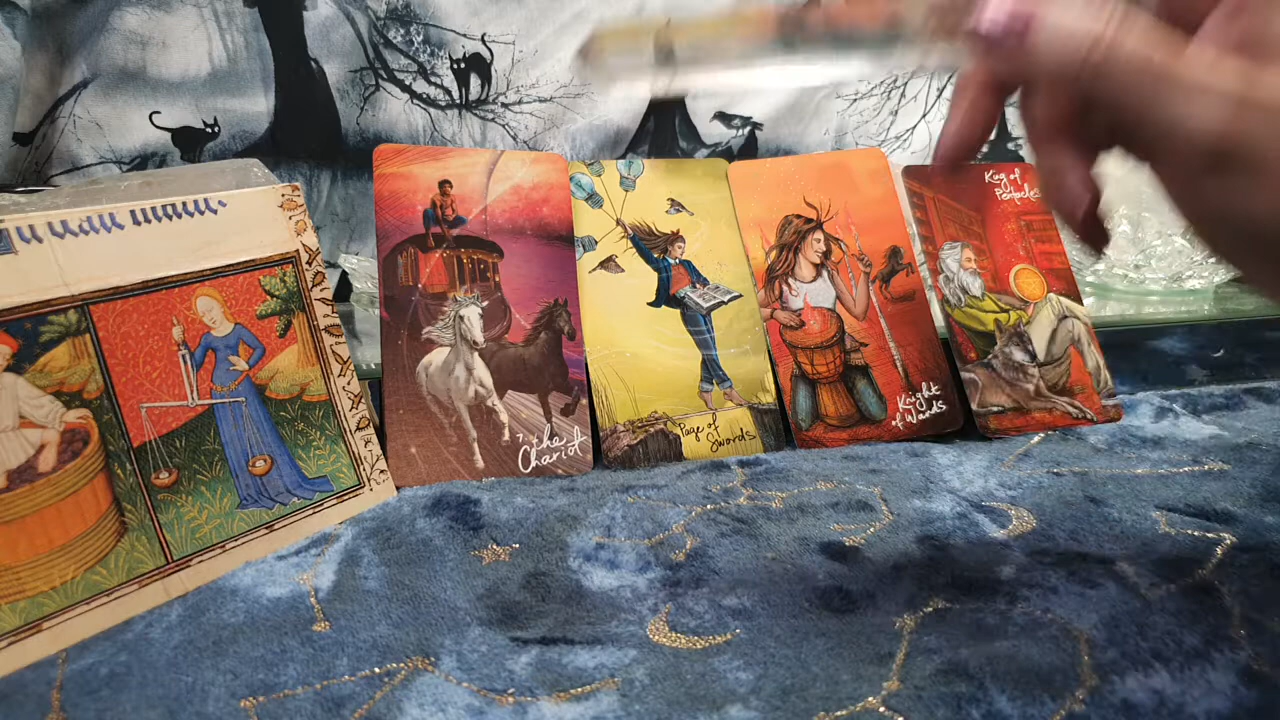 7. the
Chariot
Page of
Swords
Knight
of Wands
King of
Pentacles